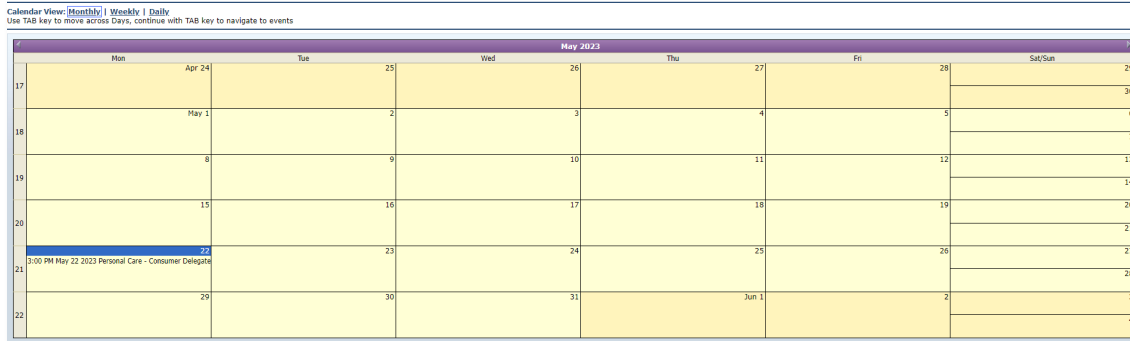 Calendar View: Monthly | Weekly | Daily
Use TAB key to move across Days, continue with TAB key to navigate to events
May 2023
Mon Tue Wed Thu Fri Sat/Sun
17 Apr 24 25 26 27 28
18 May 1 2 3 4 5
19 8 9 10 11 12
20 15 16 17 18 19
21 22 23 24 25 26
3:00 PM May 22 2023 Personal Care - Consumer Delegate
22 29 30 31 Jun 1 2